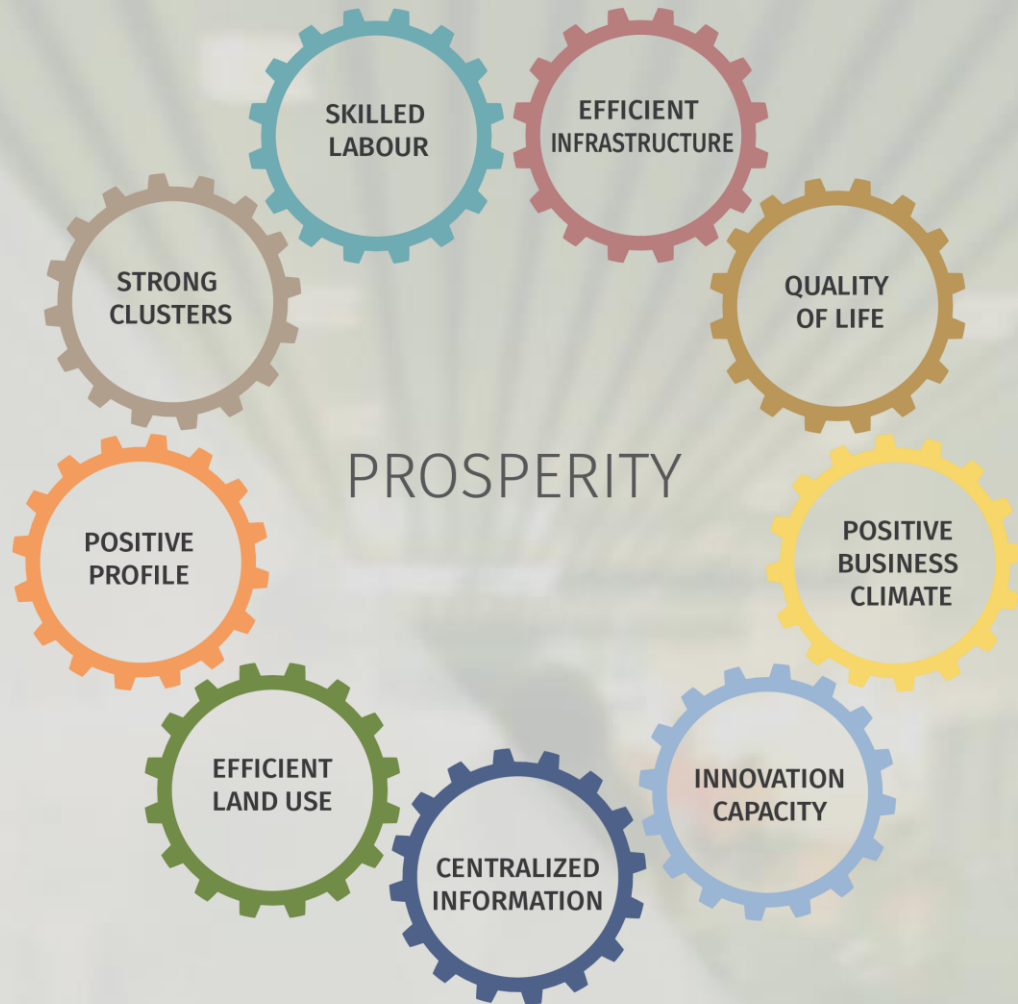 SKILLED
LABOUR
EFFICIENT
INFRASTRUCTURE
STRONG
CLUSTERS
QUALITY
OF LIFE
PROSPERITY
POSITIVE
PROFILE
POSITIVE
BUSINESS
CLIMATE
EFFICIENT
LAND USE
INNOVATION
CAPACITY
CENTRALIZED
INFORMATION